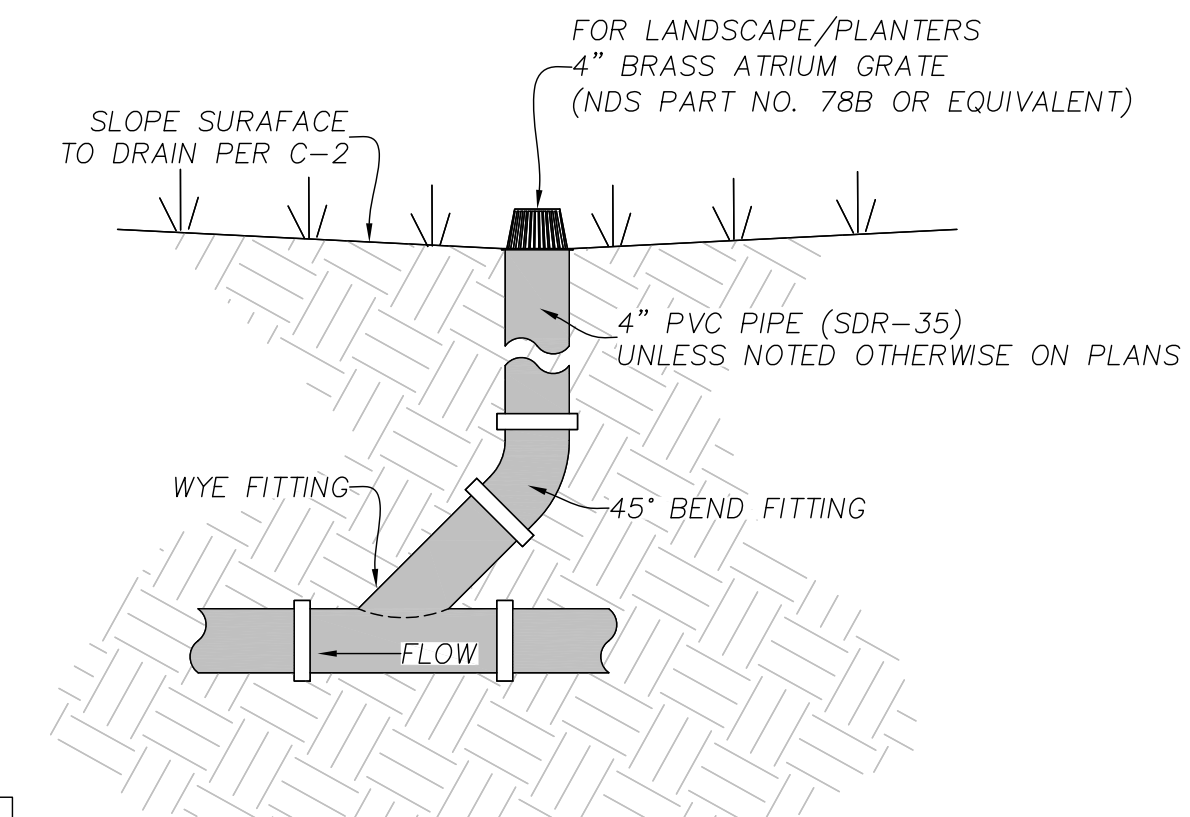 FOR LANDSCAPE/PLANTERS
4" BRASS ATRIUM GRATE
(NDS PART NO. 78B OR EQUIVALENT)
SLOPE SURAFACE
TO DRAIN PER C-2
4" PVC PIPE (SDR-35)
UNLESS NOTED OTHERWISE ON PLANS
WYE FITTING
45° BEND FITTING
FLOW